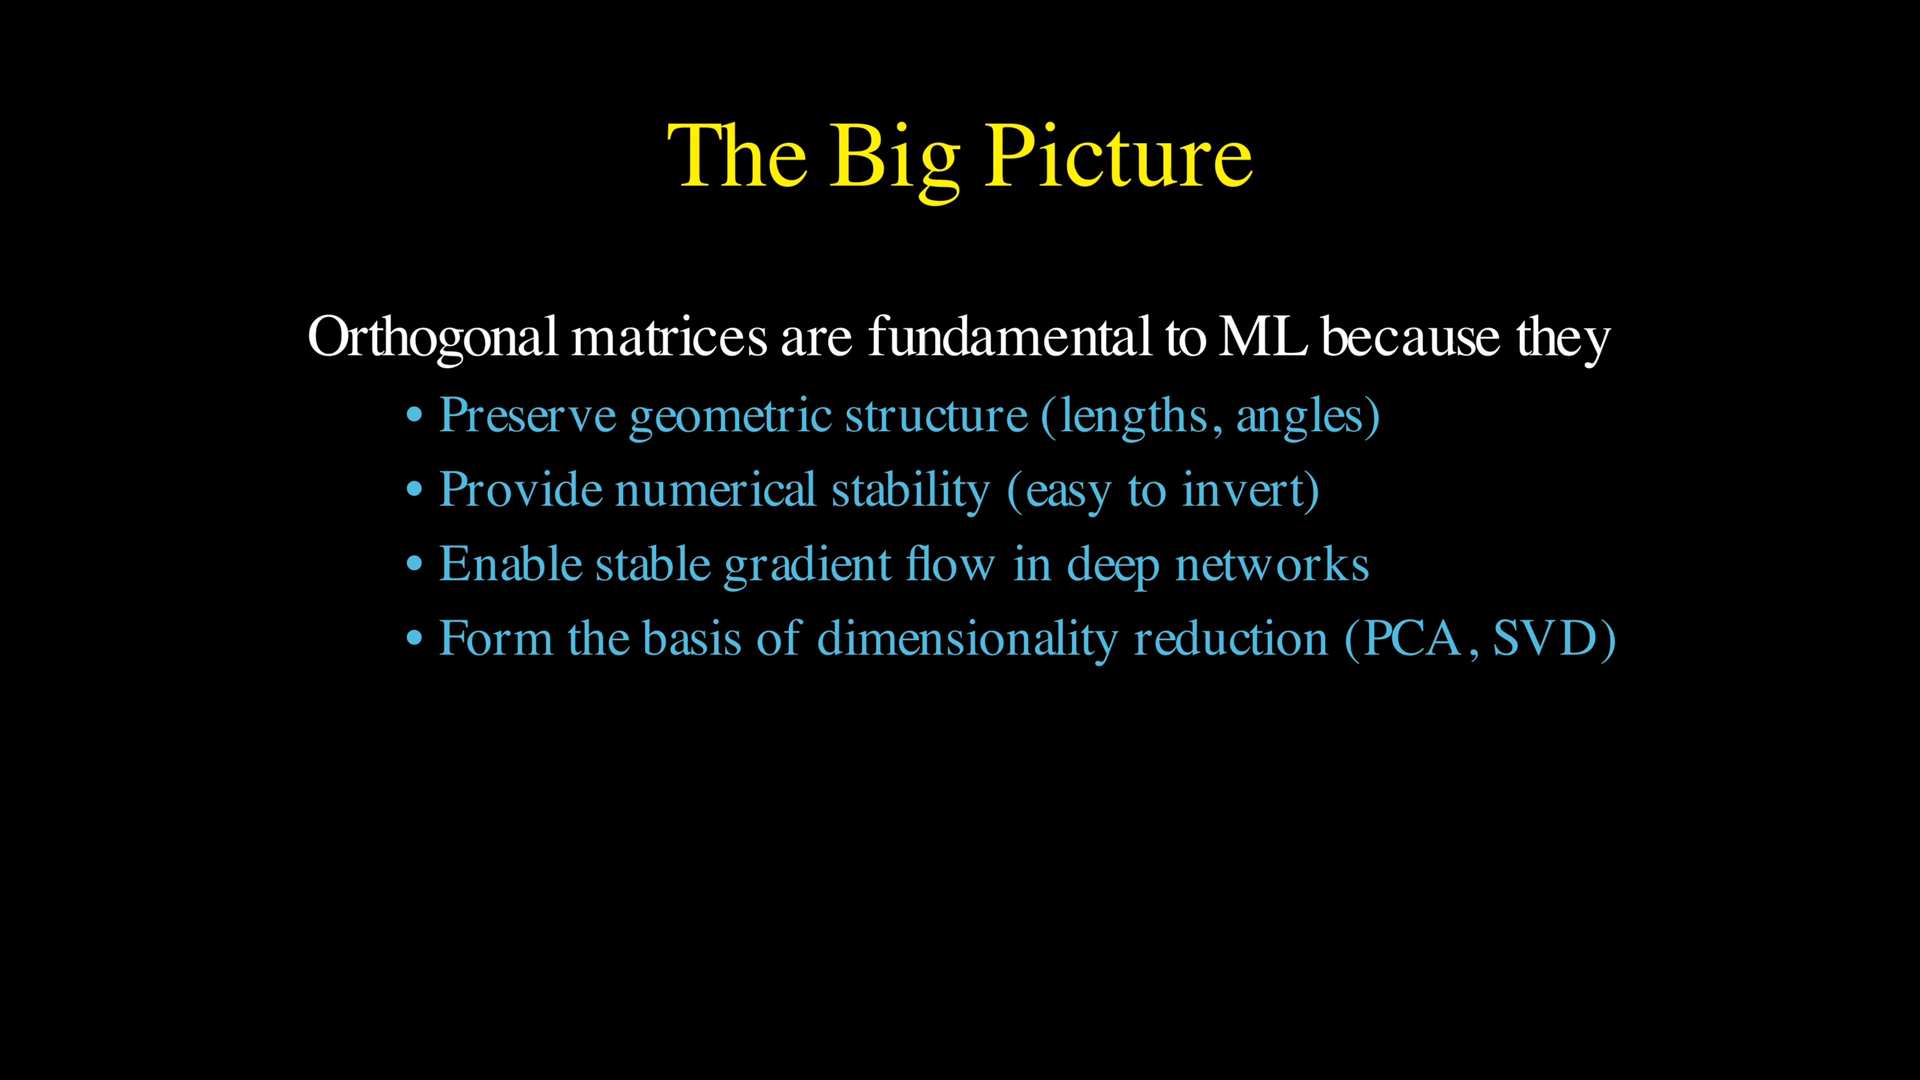 The Big Picture
Orthogonal matrices are fundamental to ML because they
• Preserve geometric structure (lengths, angles)
• Provide numerical stability (easy to invert)
• Enable stable gradient flow in deep networks
• Form the basis of dimensionality reduction (PCA, SVD)